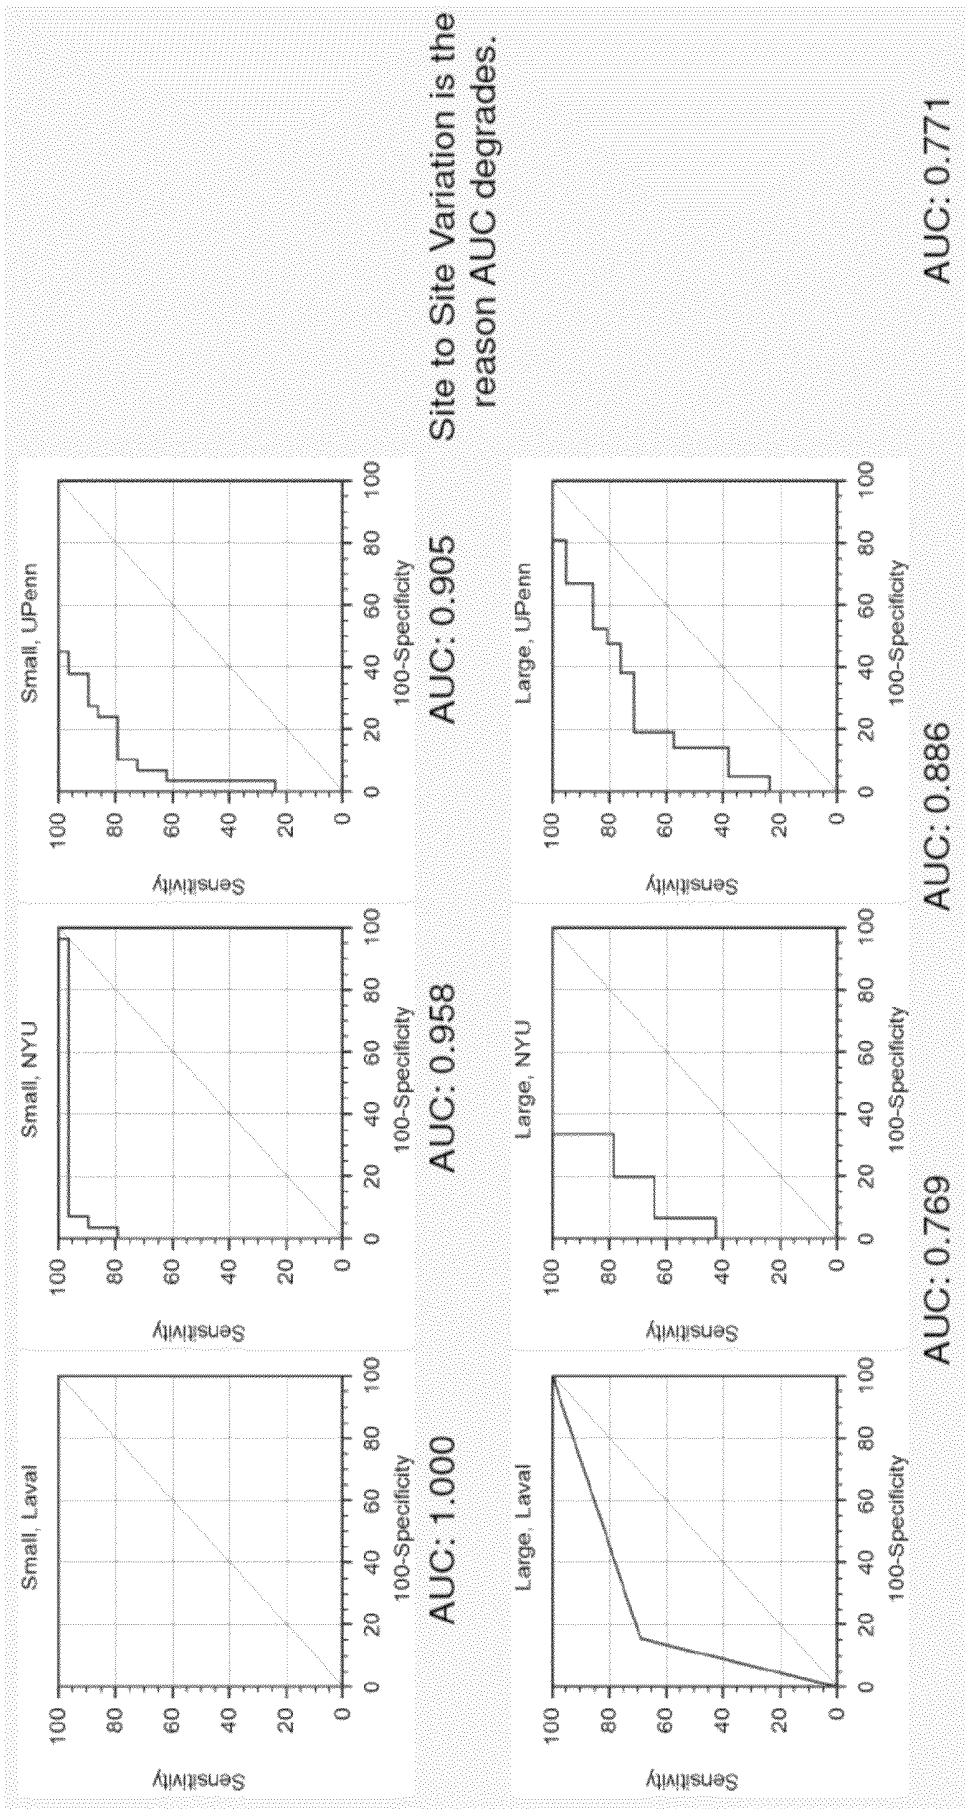 Small, Laval
Sensitivity
100
80
60
40
20
0
0 20 40 60 80 100
100-Specificity
AUC: 1.000
Small, NYU
Sensitivity
100
80
60
40
20
0
0 20 40 60 80 100
100-Specificity
AUC: 0.958
Small, UPenn
Sensitivity
100
80
60
40
20
0
0 20 40 60 80 100
100-Specificity
AUC: 0.905
Site to Site Variation is the
reason AUC degrades.
Large, Laval
Sensitivity
100
80
60
40
20
0
0 20 40 60 80 100
100-Specificity
AUC: 0.769
Large, NYU
Sensitivity
100
80
60
40
20
0
0 20 40 60 80 100
100-Specificity
AUC: 0.886
Large, UPenn
Sensitivity
100
80
60
40
20
0
0 20 40 60 80 100
100-Specificity
AUC: 0.771